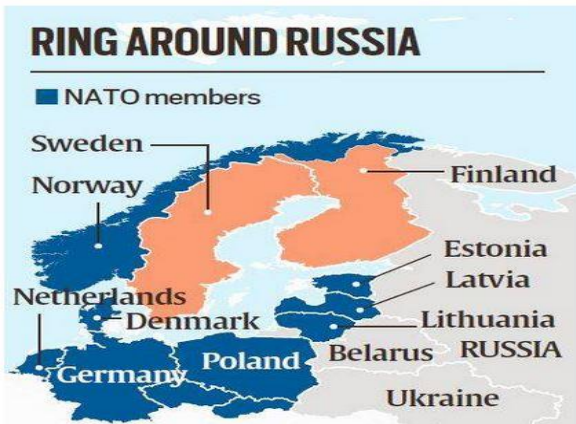 RING AROUND RUSSIA
NATO members
Sweden
Norway
Finland
Estonia
Latvia
Netherlands
Denmark
Lithuania
Belarus RUSSIA
Germany
Poland
Ukraine